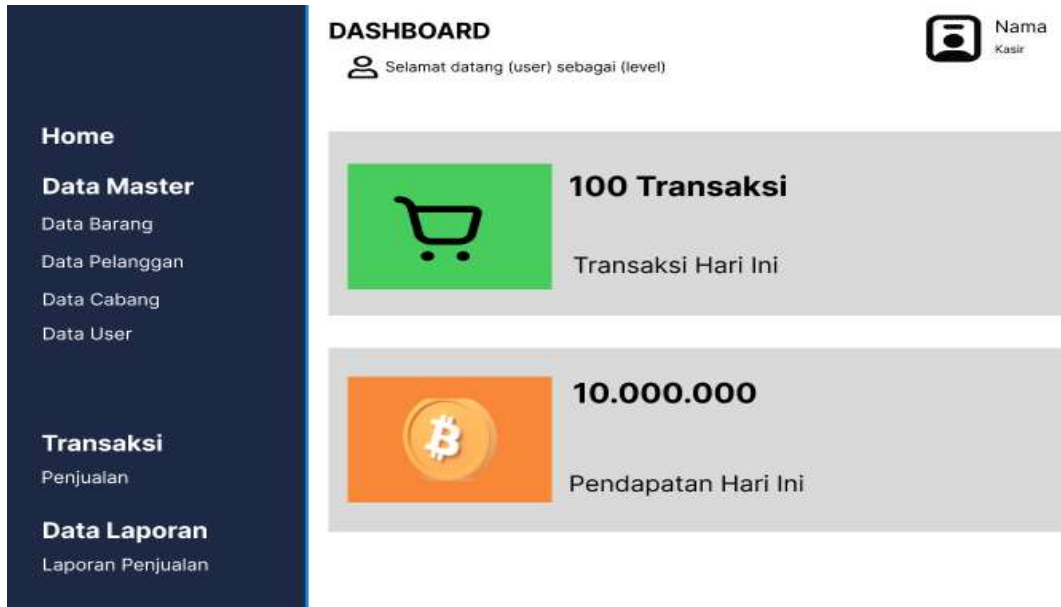 Home
Data Master
Data Barang
Data Pelanggan
Data Cabang
Data User
Transaksi
Penjualan
Data Laporan
Laporan Penjualan
DASHBOARD
Selamat datang (user) sebagai (level)
Nama
Kasir
100 Transaksi
Transaksi Hari Ini
10.000.000
Pendapatan Hari Ini